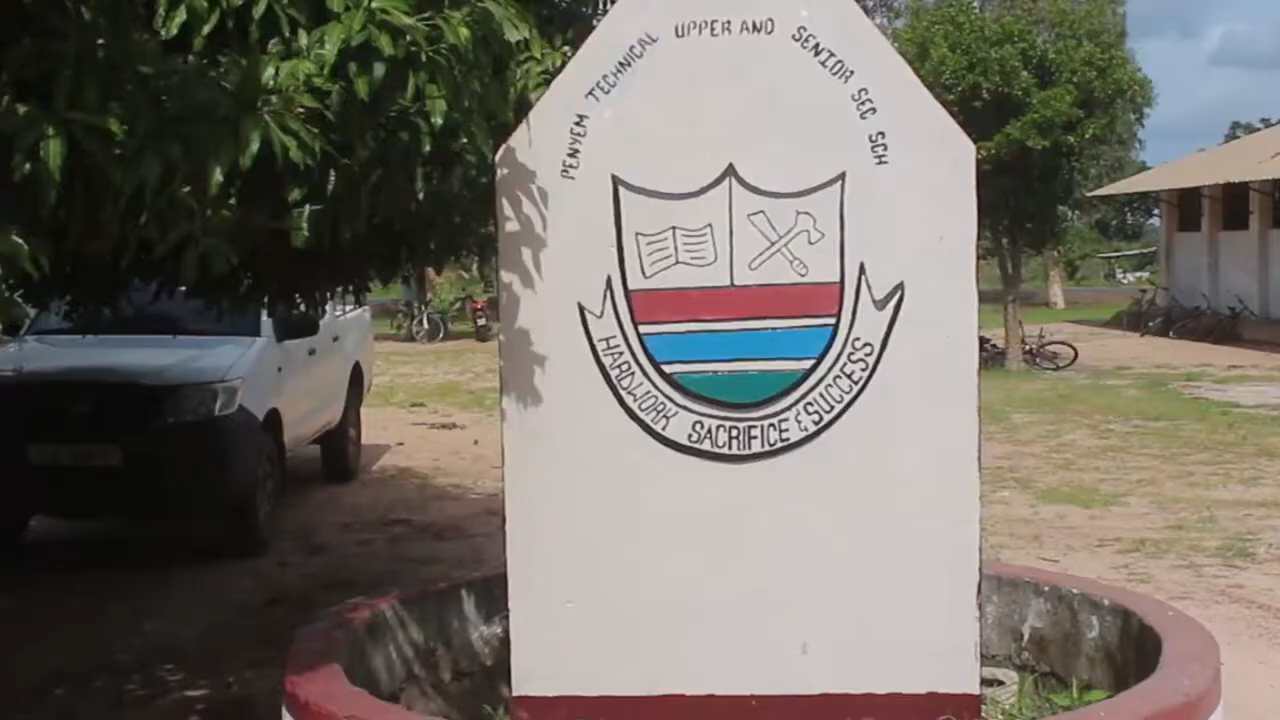 PENYEM TECHNICAL UPPER AND SENIOR SEC SCH
HARDWORK SACRIFICE & SUCCESS